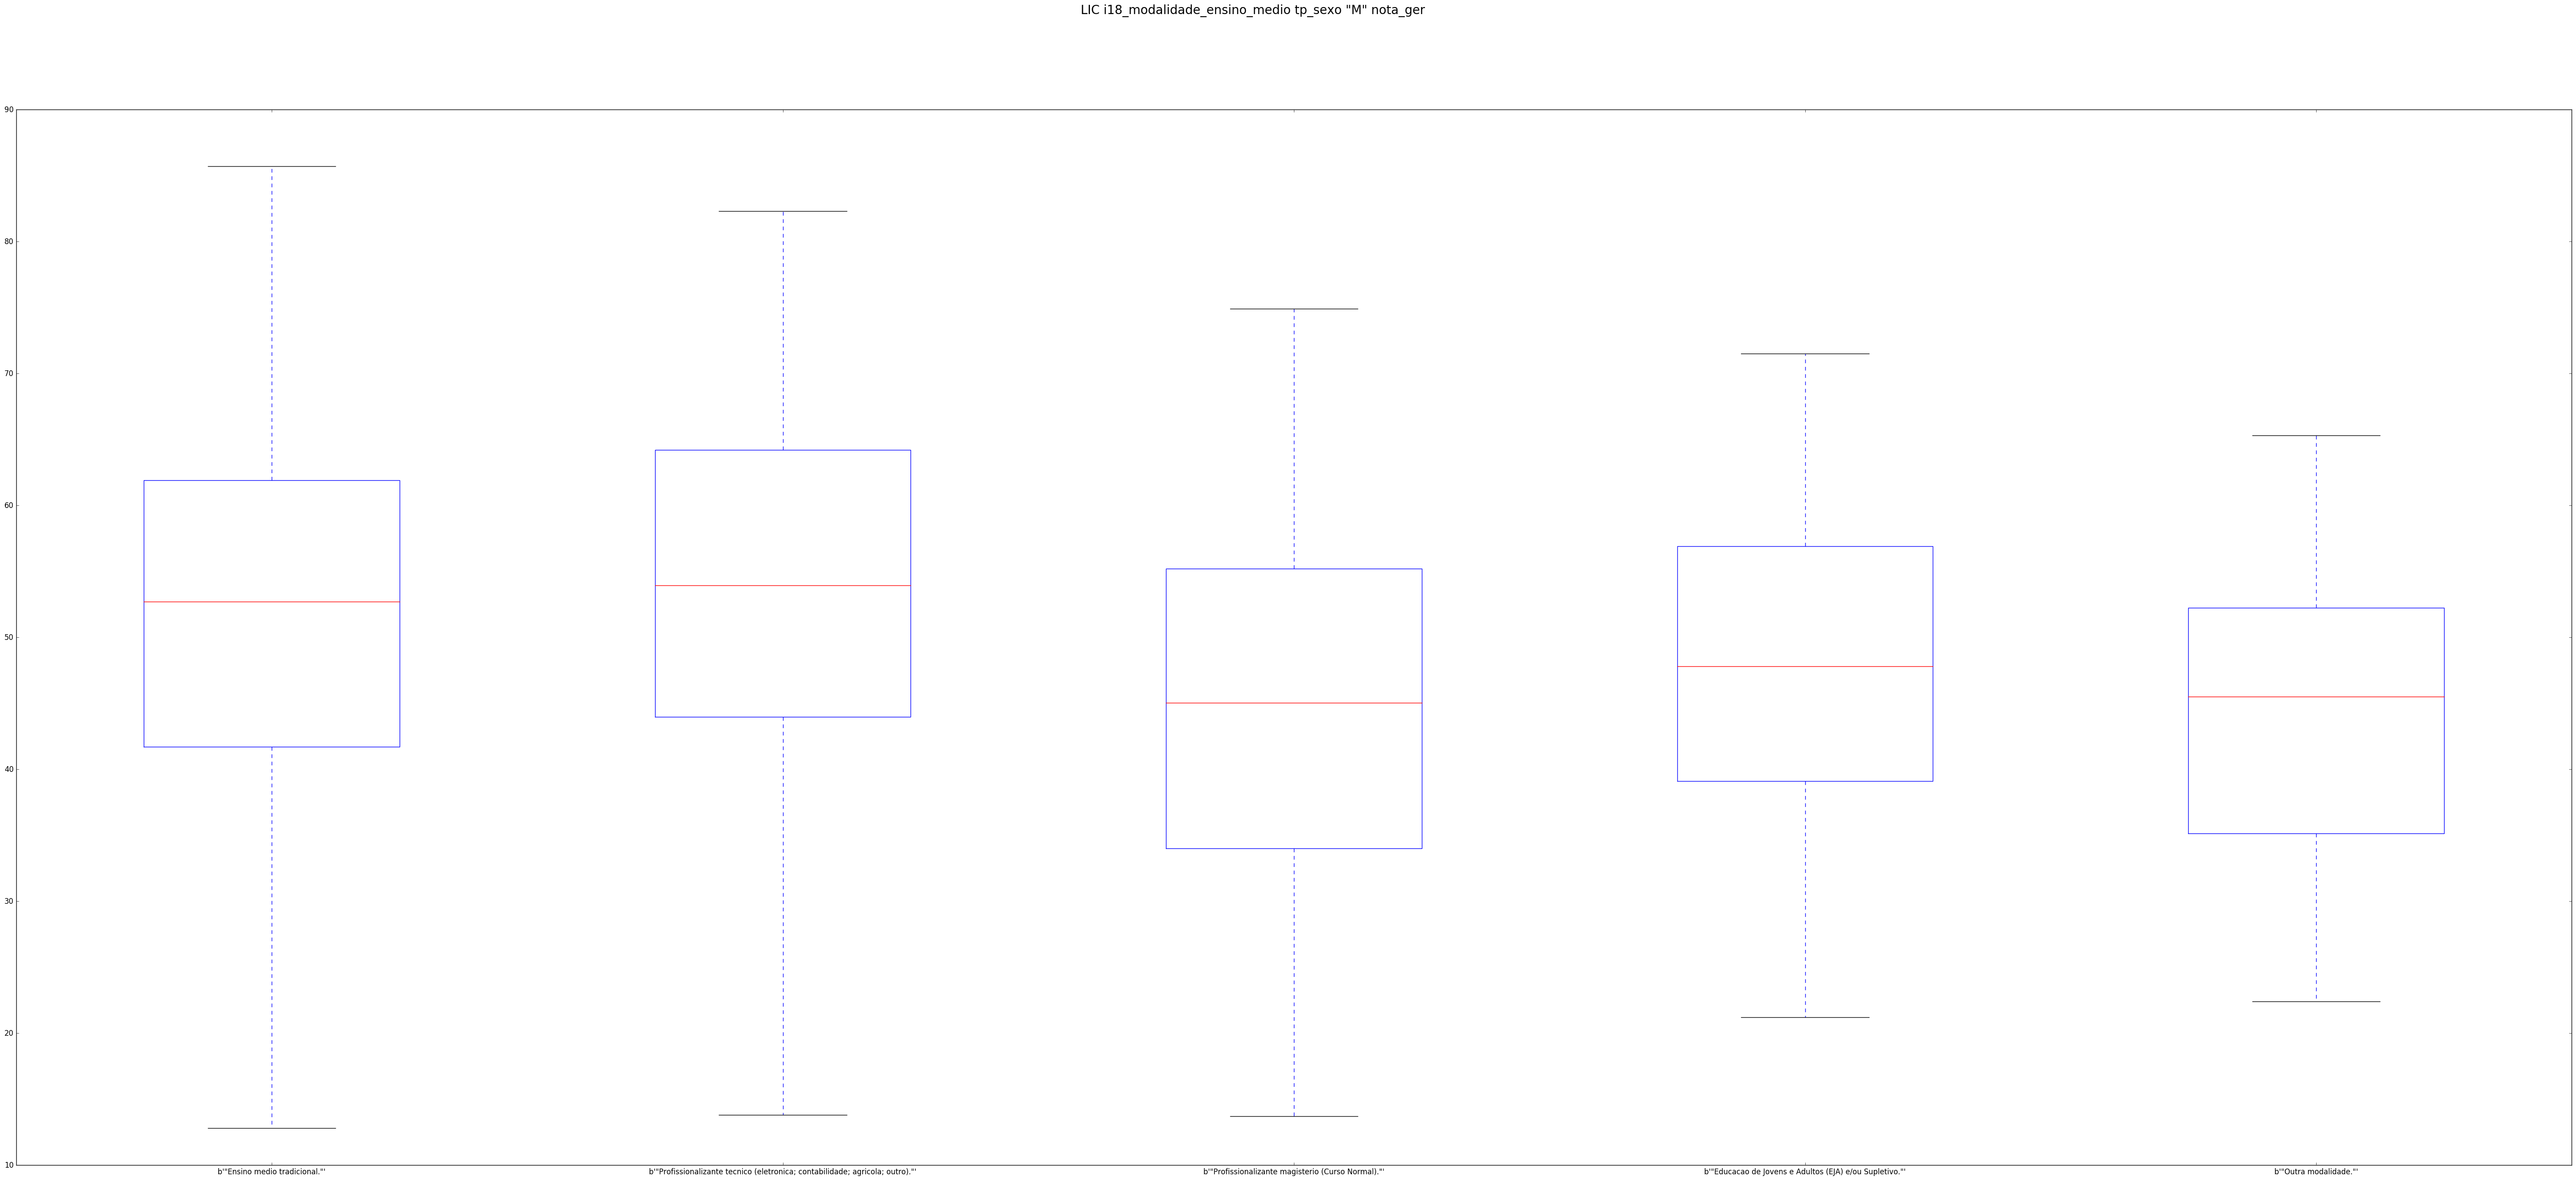 LIC i18_modalidade_ensino_medio tp_sexo "M" nota_ger
90
80
70
60
50
40
30
20
10
b'"Ensino medio tradicional."'
b'"Profissionalizante tecnico (eletronica; contabilidade; agricola; outro)."'
b'"Profissionalizante magisterio (Curso Normal)."'
b'"Educacao de Jovens e Adultos (EJA) e/ou Supletivo."'
b'"Outra modalidade."'